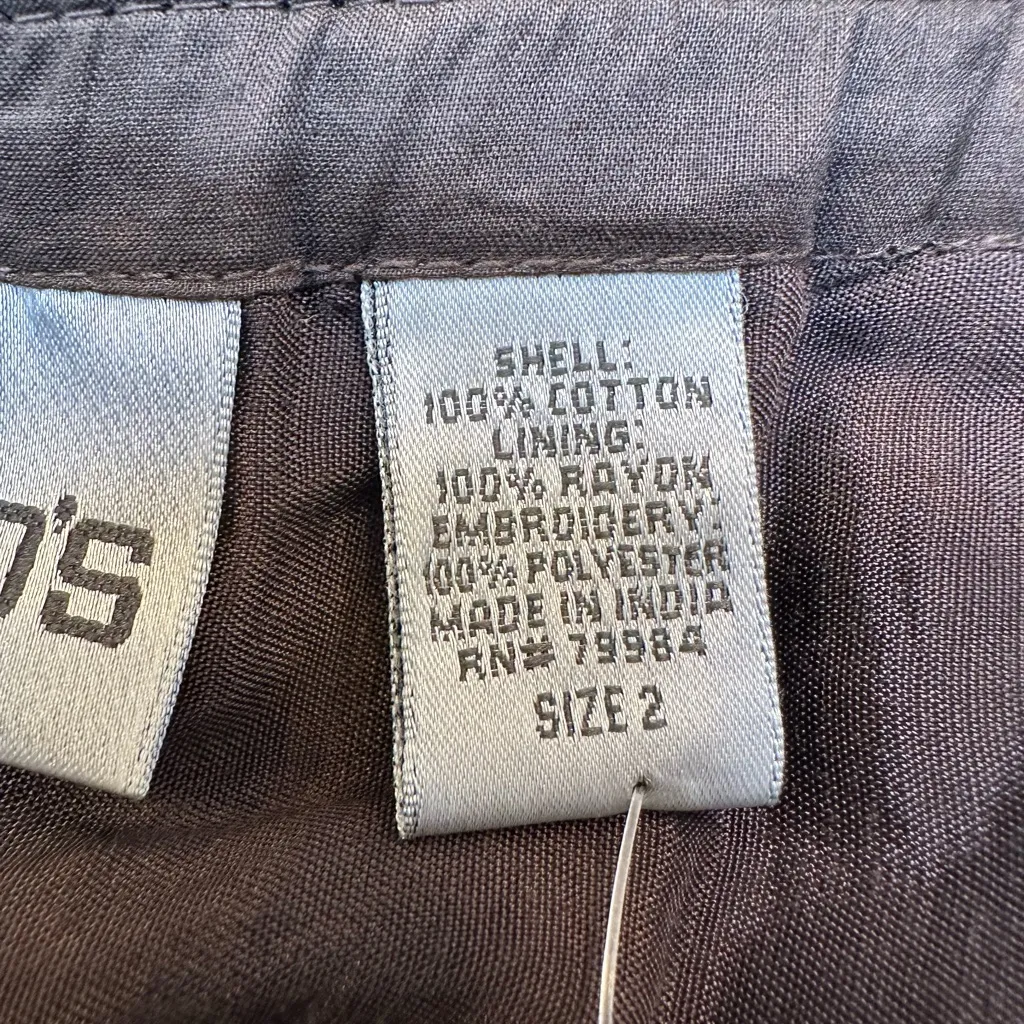 'S
SHELL:
100% COTTON
LINING:
100% RAYON
EMBROIDERY:
100% POLYESTER
MADE IN INDIA
RN# 79984
SIZE 2